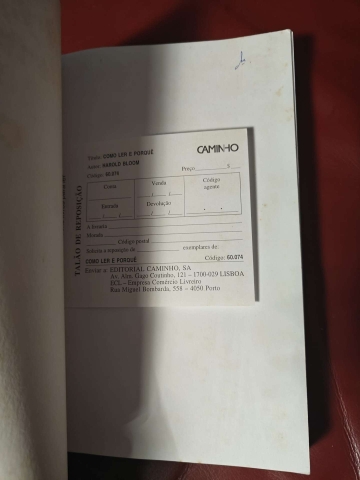 TALÃO DE REPOSIÇÃO
CAMINHO
Título: COMO LER E PORQUÊ
Autor: HAROLD BLOOM
Código: 60.074
Preço $
Conta
Venda
Código agente
Entrada
Devolução
A firmar
Morada
Código postal
Solicita a reposição de exemplares de
COMO LER E PORQUÊ Código: 60.074
Enviar a: EDITORIAL CAMINHO, SA
Av. Alm. Gago Coutinho, 121 – 1700-029 LISBOA
ECL - Empresa Comércio Livreiro
Rua Miguel Bombarda, 558 – 4050 Porto